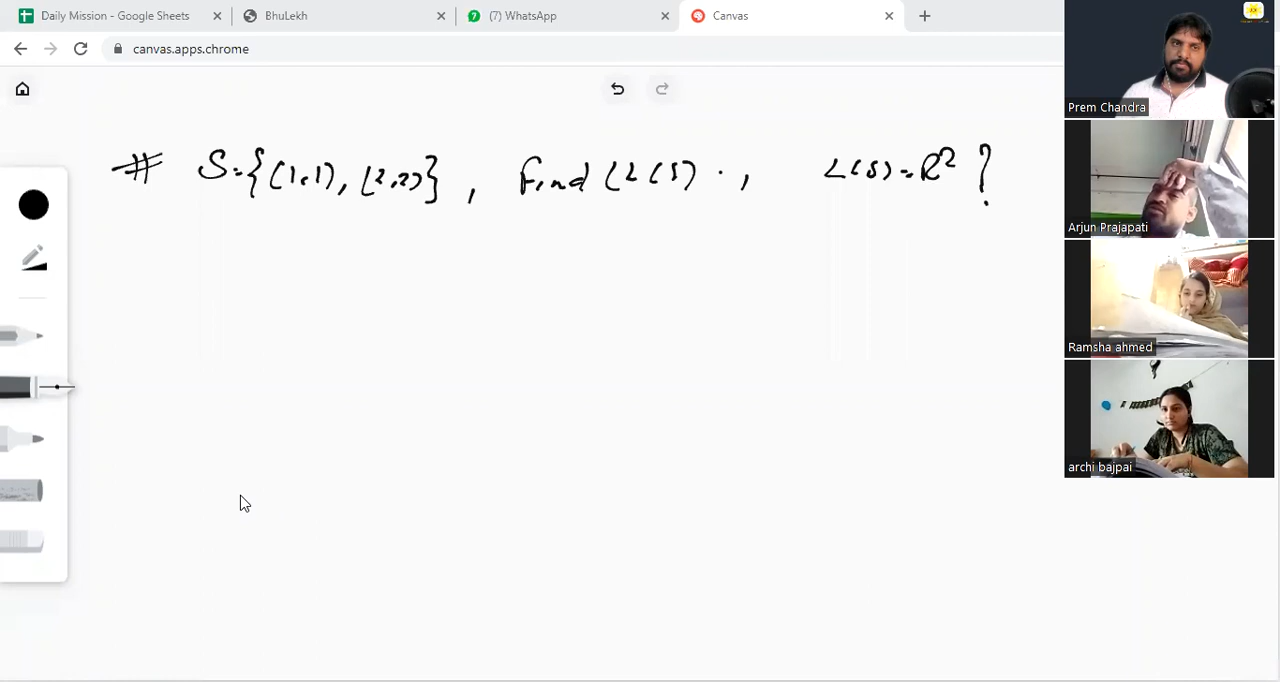 Daily Mission - Google Sheets
BhuLekh
(7) WhatsApp
Canvas
canvas.apps.chrome
Prem Chandra
# S={(1,1), (2,2)}, Find L(S) ., L(S)=R² ?
Arjun Prajapati
Ramsha ahmed
archi bajpai